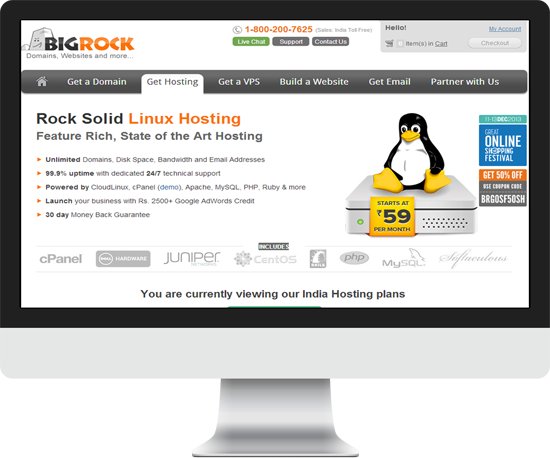 BIGROCK
Domains, Websites and more...
1-800-200-7625 (Sales: India Toll Free)
Live Chat Support Contact Us
Hello! My Account
Item(s) in Cart Checkout
Get a Domain Get Hosting Get a VPS Build a Website Get Email Partner with Us
Rock Solid Linux Hosting
Feature Rich, State of the Art Hosting
Unlimited Domains, Disk Space, Bandwidth and Email Addresses
99.9% uptime with dedicated 24/7 technical support
Powered by CloudLinux, cPanel (demo), Apache, MySQL, PHP, Ruby & more
Launch your business with Rs. 2500+ Google AdWords Credit
30 day Money Back Guarantee
STARTS AT
₹59
PER MONTH
11-13DEC2013
GREAT
ONLINE
SHOPPING
FESTIVAL
GET 50% OFF
USE COUPON CODE
BRGOSF50SH
INCLUDES
cPanel DELL HARDWARE JUNIPER NETWORKS CentOS RAILS php MySQL Softaculous
You are currently viewing our India Hosting plans